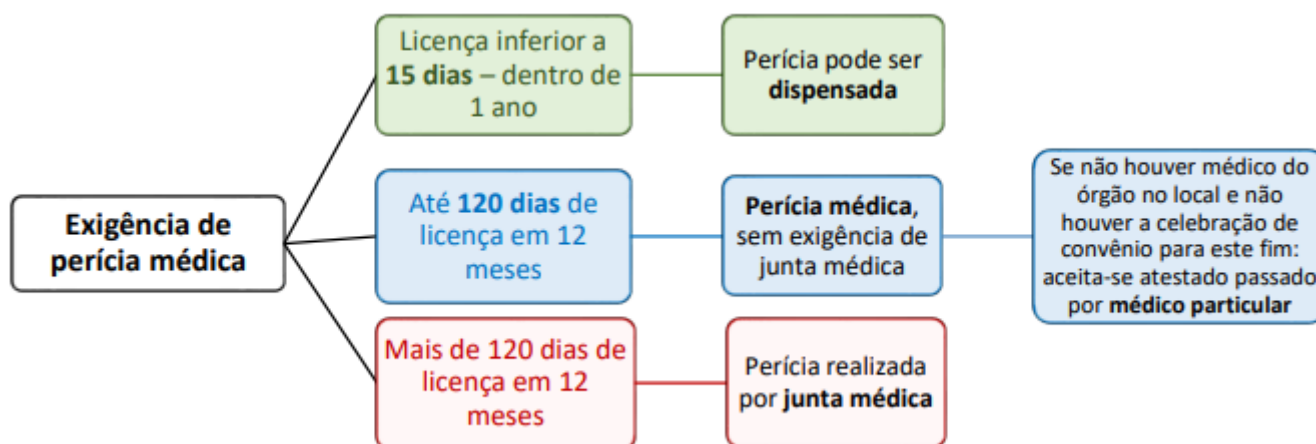 Exigência de
perícia médica
Licença inferior a
15 dias – dentro de
1 ano
Perícia pode ser
dispensada
Até 120 dias de
licença em 12
meses
Perícia médica,
sem exigência de
junta médica
Se não houver médico do
órgão no local e não
houver a celebração de
convênio para este fim:
aceita-se atestado passado
por médico particular
Mais de 120 dias de
licença em 12
meses
Perícia realizada
por junta médica